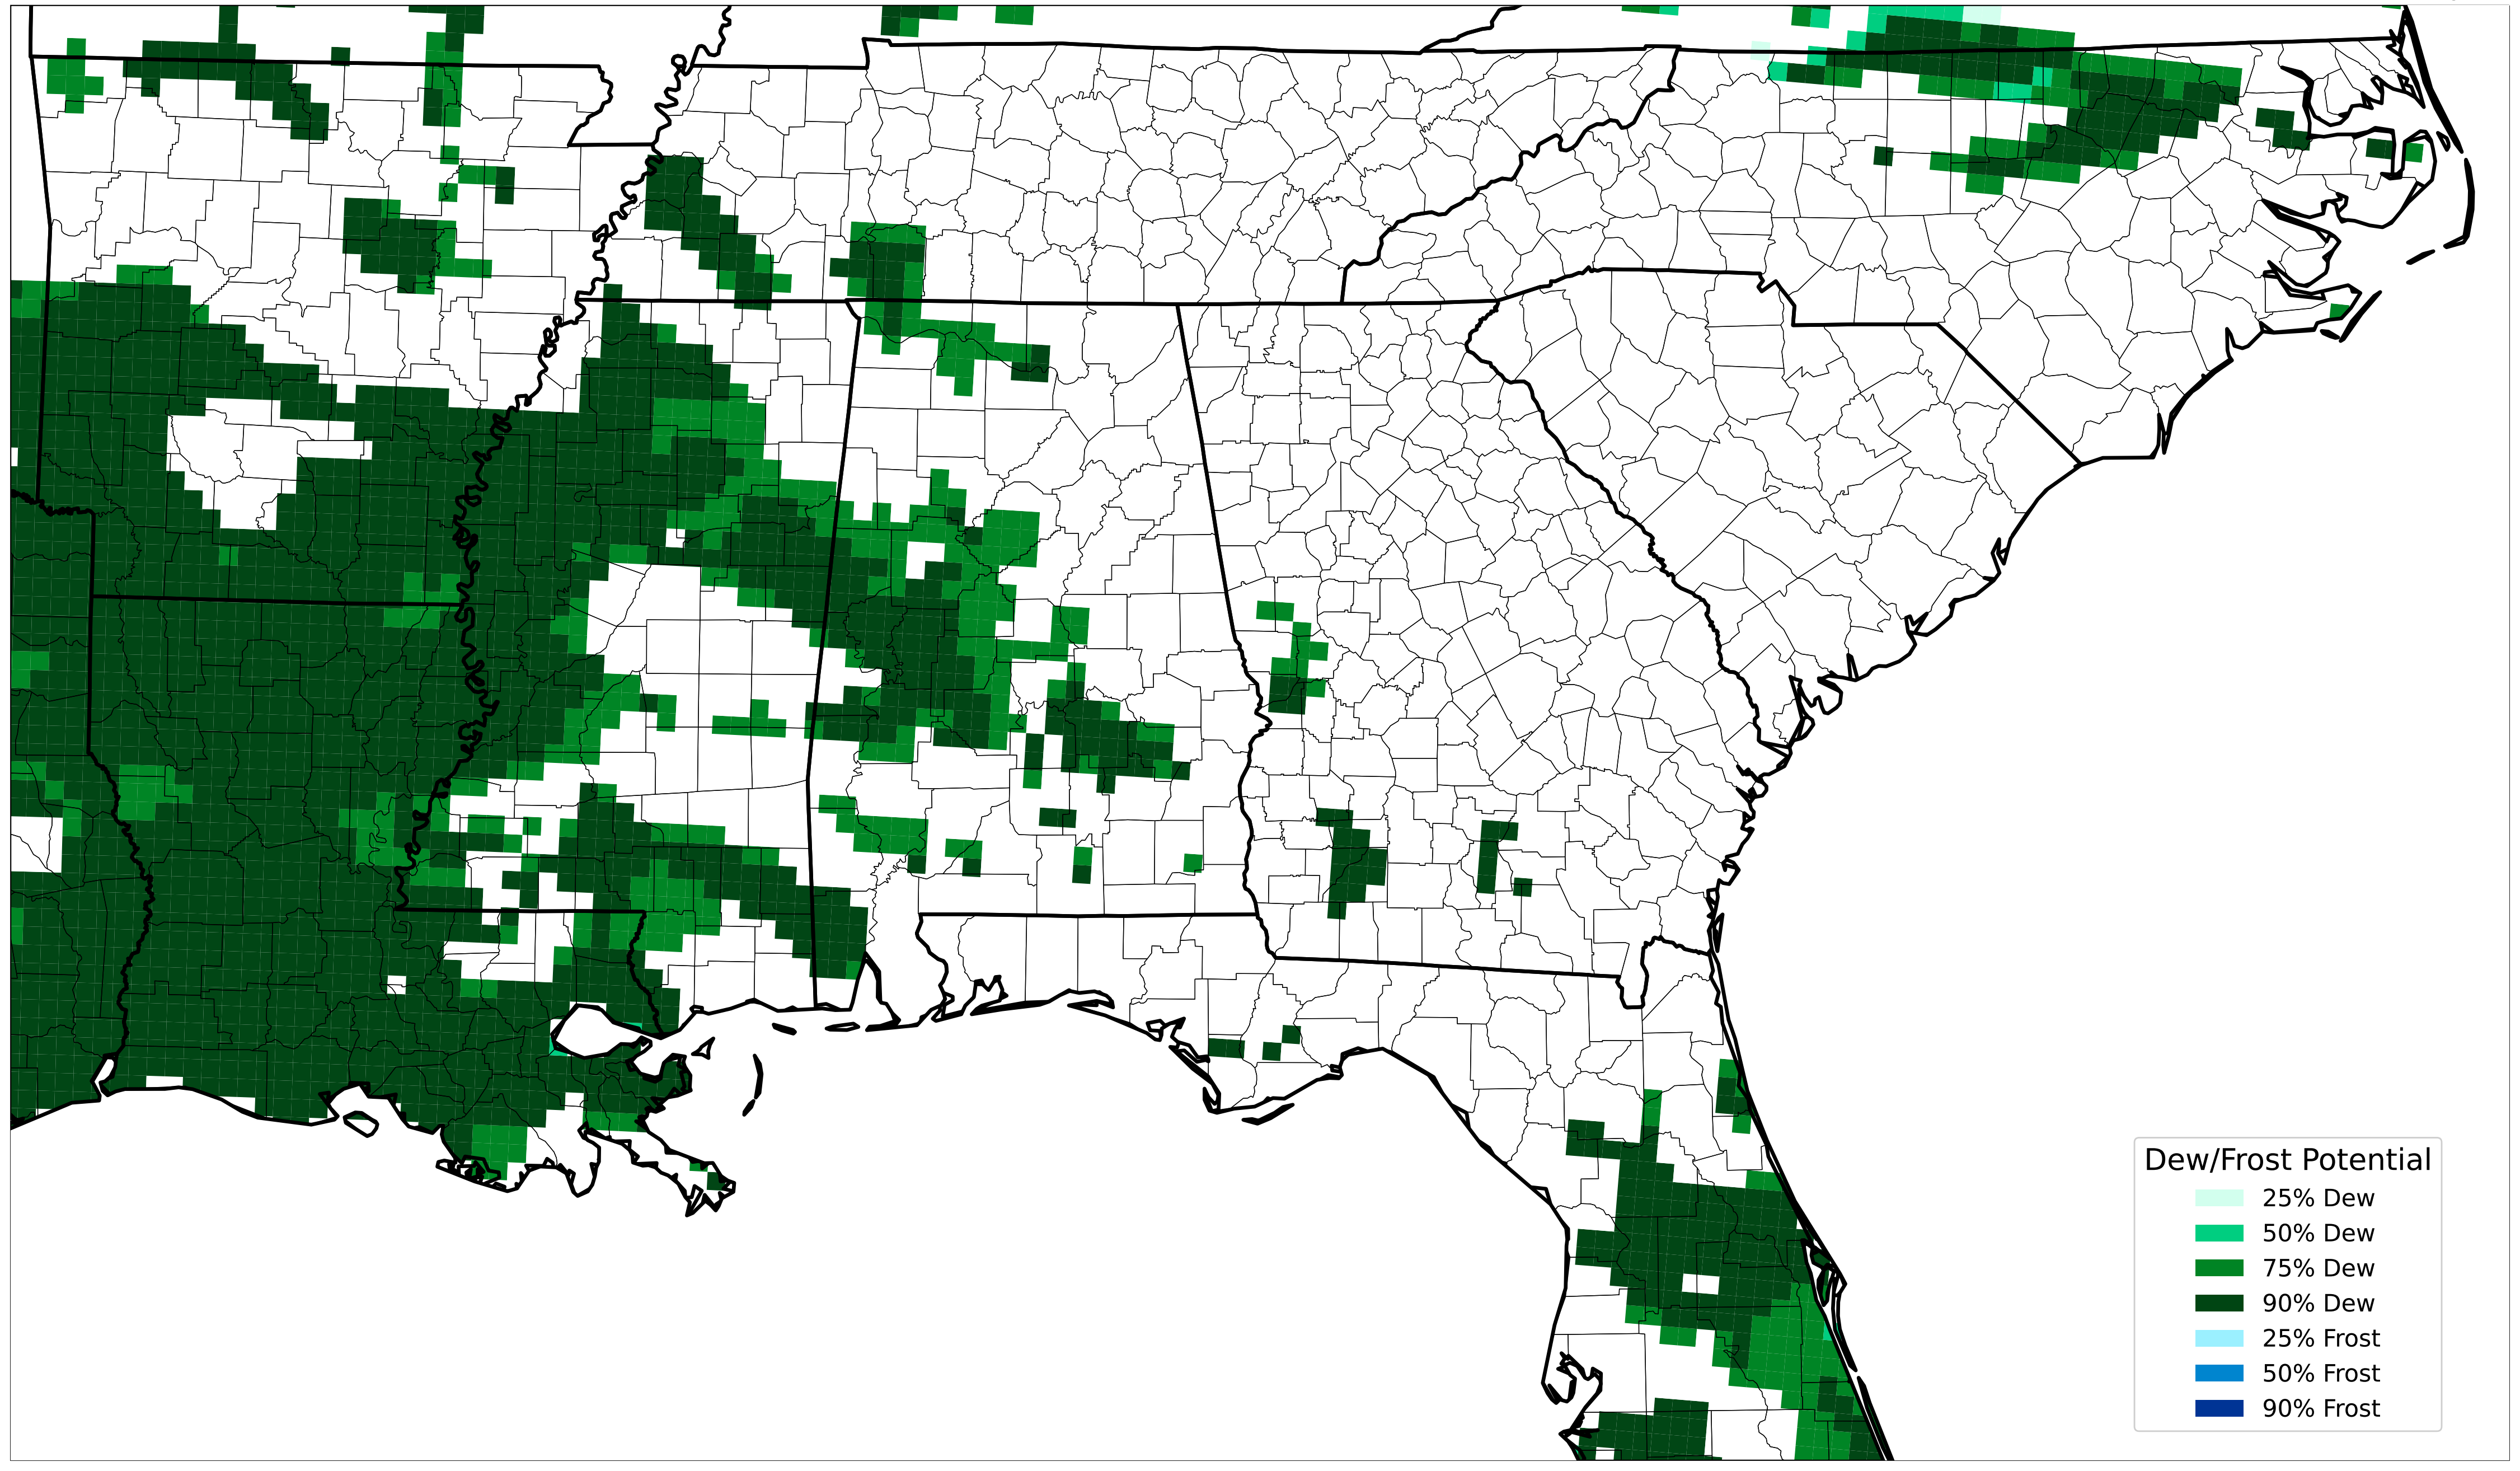 Dew/Frost Potential
25% Dew
50% Dew
75% Dew
90% Dew
25% Frost
50% Frost
90% Frost